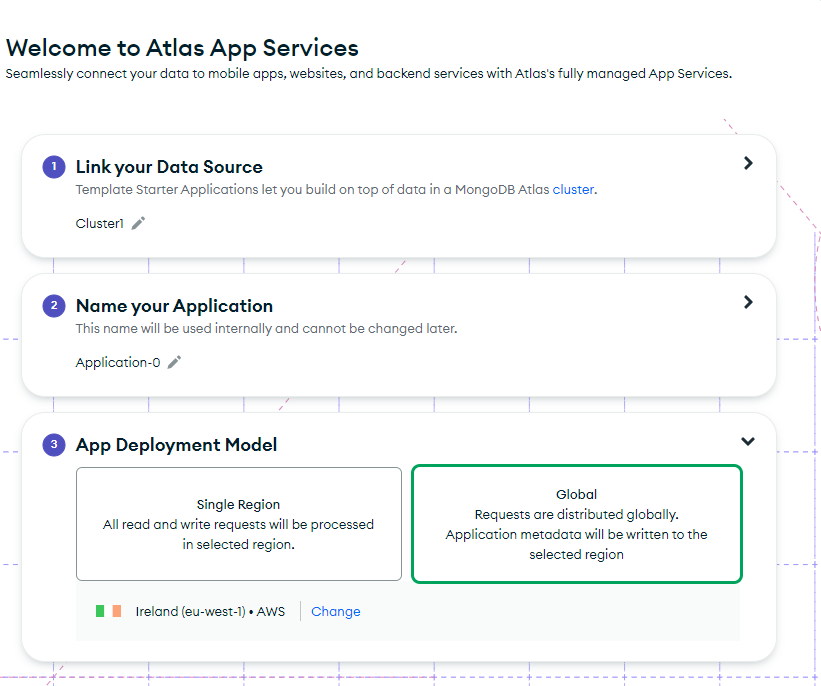 Welcome to Atlas App Services
Seamlessly connect your data to mobile apps, websites, and backend services with Atlas's fully managed App Services.
1
Link your Data Source
Template Starter Applications let you build on top of data in a MongoDB Atlas cluster.
Cluster1
2
Name your Application
This name will be used internally and cannot be changed later.
Application-0
3
App Deployment Model
Single Region
All read and write requests will be processed
in selected region.
Global
Requests are distributed globally.
Application metadata will be written to the
selected region
Ireland (eu-west-1) • AWS
Change